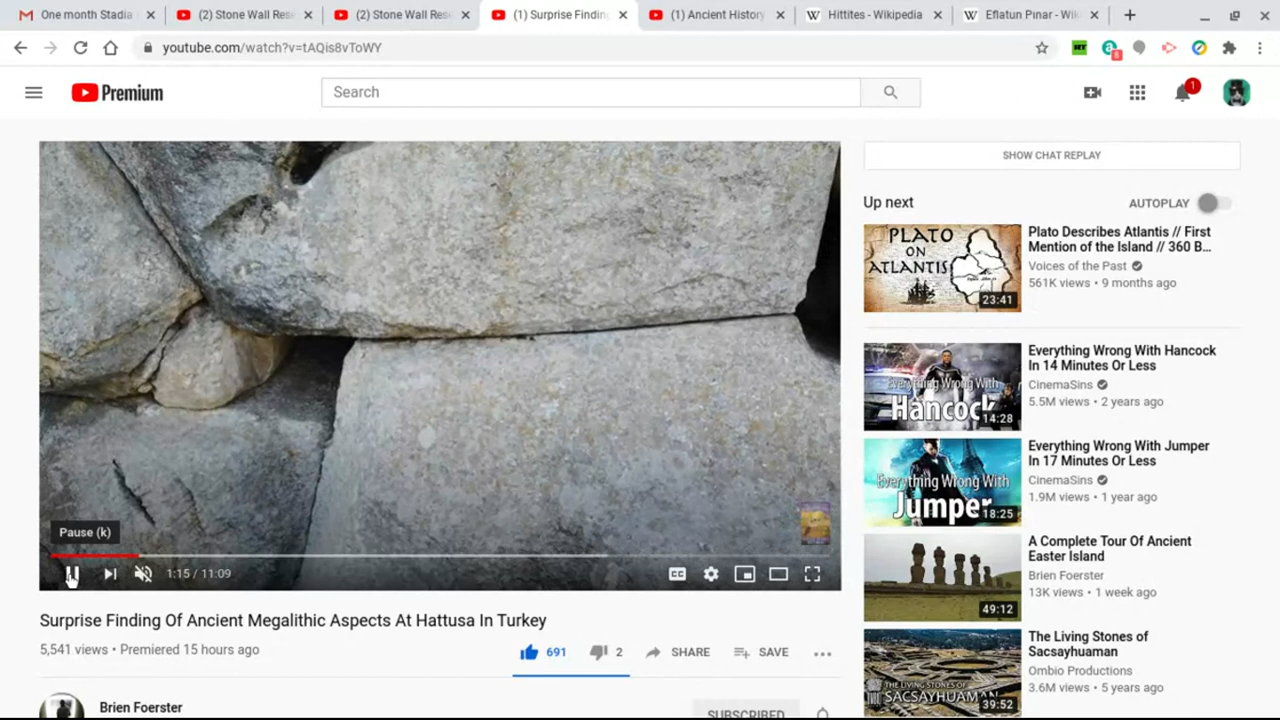 One month Stadia
(2) Stone Wall Res
(2) Stone Wall Res
(1) Surprise Findin
(1) Ancient History
Hittites - Wikipedia
Eflatun Pınar - Wiki
youtube.com/watch?v=tAQis8vToWY
RT
8
Premium
Search
1
SHOW CHAT REPLAY
Up next
AUTOPLAY
PLATO
ON
ATLANTIS
23:41
Plato Describes Atlantis // First
Mention of the Island // 360 B...
Voices of the Past
561K views • 9 months ago
Everything Wrong With
Hancock
14:28
Everything Wrong With Hancock
In 14 Minutes Or Less
CinemaSins
5.5M views • 2 years ago
Everything Wrong With
Jumper
18:25
Everything Wrong With Jumper
In 17 Minutes Or Less
CinemaSins
1.9M views • 1 year ago
49:12
A Complete Tour Of Ancient
Easter Island
Brien Foerster
13K views • 1 week ago
THE LIVING STONES OF
SACSAYHUAMAN
39:52
The Living Stones of
Sacsayhuaman
Ombio Productions
3.6M views • 5 years ago
Pause (k)
1:15 / 11:09
CC
Surprise Finding Of Ancient Megalithic Aspects At Hattusa In Turkey
5,541 views • Premiered 15 hours ago
691
2
SHARE
SAVE
Brien Foerster
SUBSCRIBED